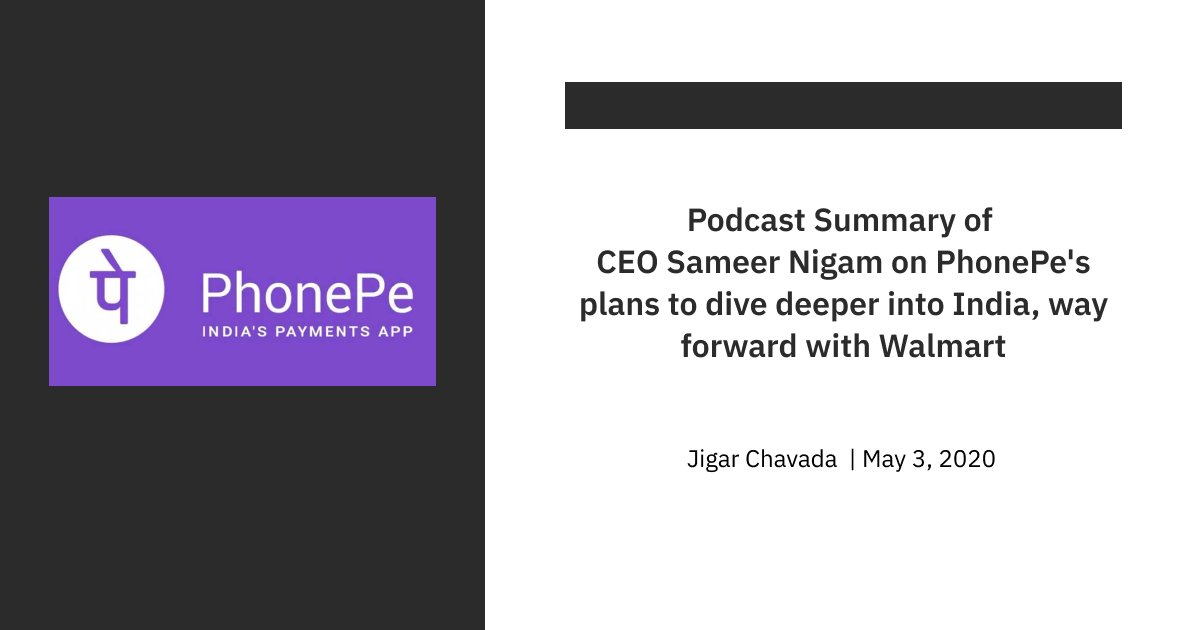 पे
PhonePe
INDIA'S PAYMENTS APP
Podcast Summary of
CEO Sameer Nigam on PhonePe's
plans to dive deeper into India, way
forward with Walmart
Jigar Chavada | May 3, 2020